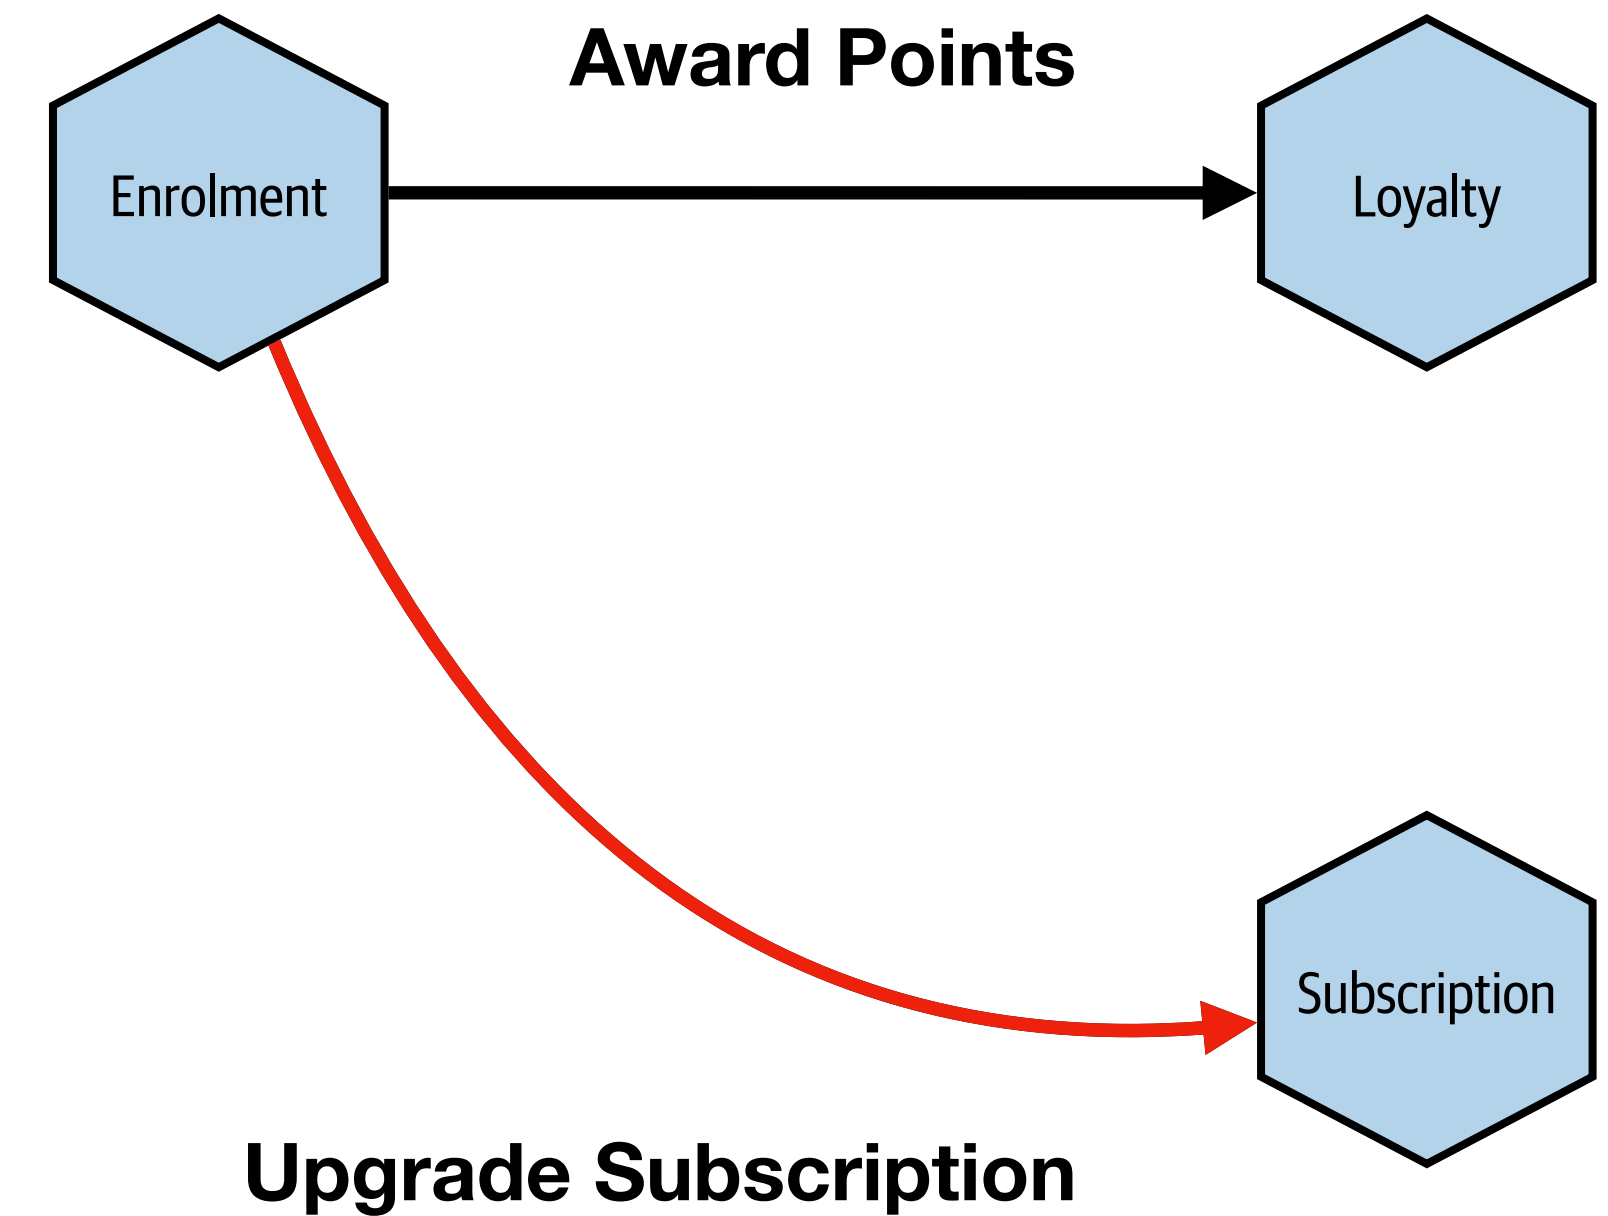 Award Points
Enrolment
Loyalty
Subscription
Upgrade Subscription